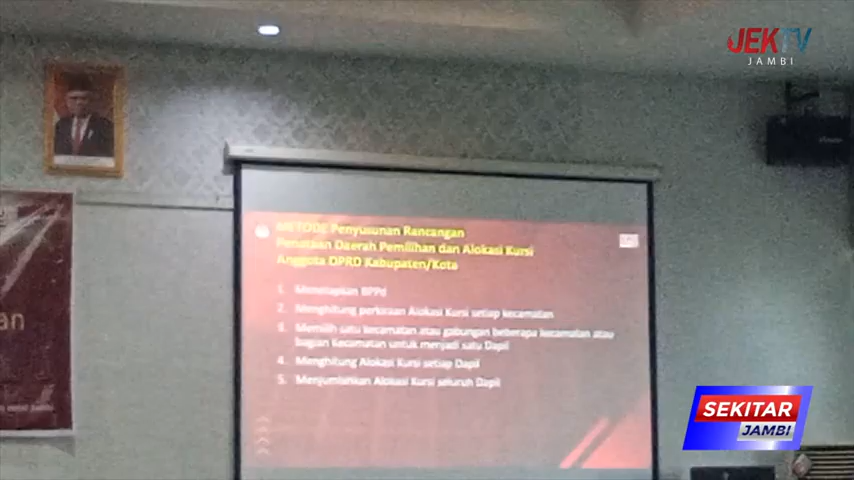 JEKTV
JAMBI
METODE Penyusunan Rancangan
Penataan Daerah Pemilihan dan Alokasi Kursi
Anggota DPRD Kabupaten/Kota
1. Menetapkan BPPd
2. Menghitung perkiraan Alokasi Kursi setiap kecamatan
3. Memilih satu kecamatan atau gabungan beberapa kecamatan atau
bagian Kecamatan untuk menjadi satu Dapil
4. Menghitung Alokasi Kursi setiap Dapil
5. Menjumlahkan Alokasi Kursi seluruh Dapil
an
SEKITAR
JAMBI